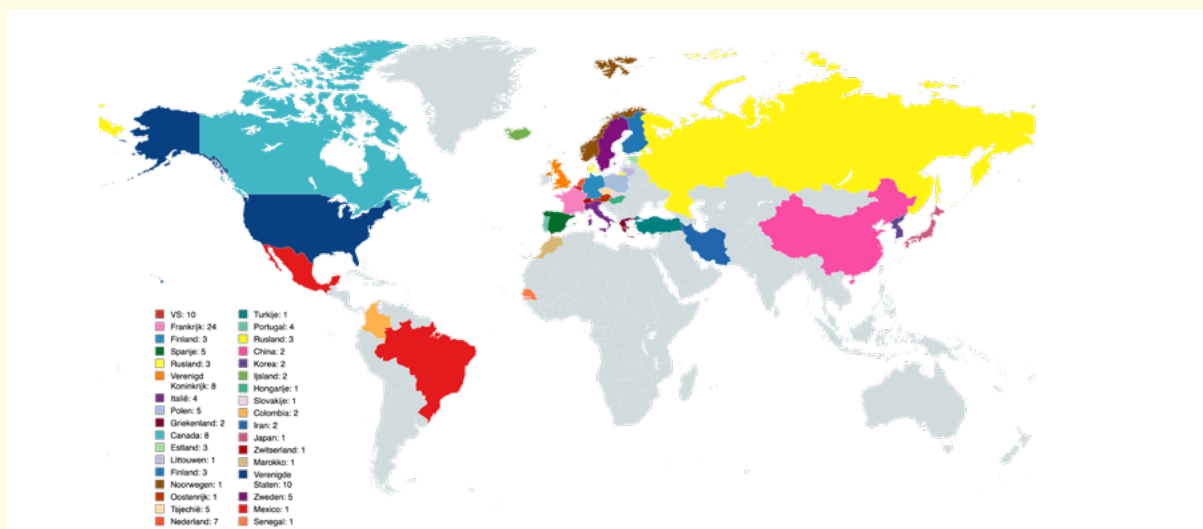 VS: 10
Frankrijk: 24
Finland: 3
Spanje: 5
Rusland: 3
Verenigd
Koninkrijk: 8
Italië: 4
Polen: 5
Griekenland: 2
Canada: 8
Estland: 3
Littouwen: 1
Finland: 3
Noorwegen: 1
Oostenrijk: 1
Tsjechië: 5
Nederland: 7
Turkije: 1
Portugal: 4
Rusland: 3
China: 2
Korea: 2
Ijsland: 2
Hongarije: 1
Slovakije: 1
Colombia: 2
Iran: 2
Japan: 1
Zwitserland: 1
Marokko: 1
Verenigde
Staten: 10
Zweden: 5
Mexico: 1
Senegal: 1